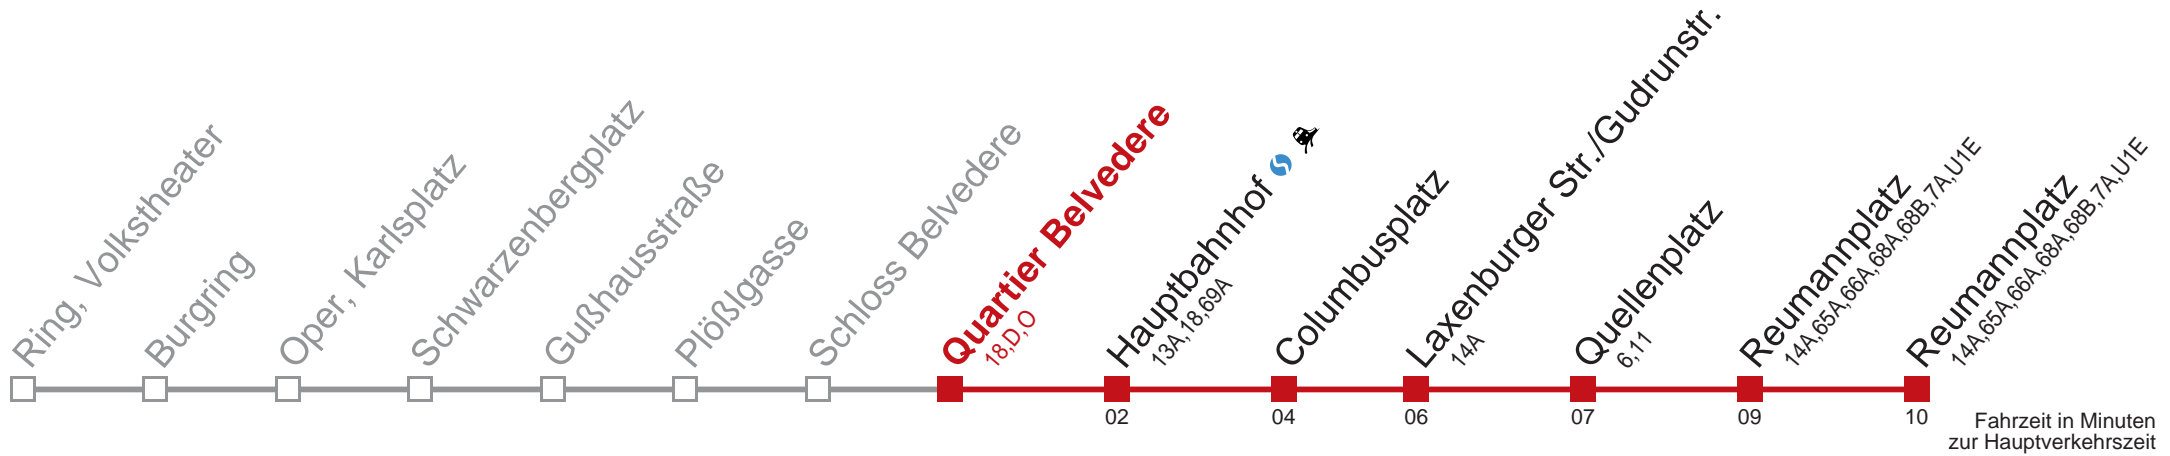 Ring, Volkstheater
Burgring
Oper, Karlsplatz
Schwarzenbergplatz
Gußhausstraße
Plößlgasse
Schloss Belvedere
Quartier Belvedere
18,D,O
Hauptbahnhof
13A,18,69A
Columbusplatz
Laxenburger Str./Gudrunstr.
14A
Quellenplatz
6,11
Reumannplatz
14A,65A,66A,68A,68B,7A,U1E
Reumannplatz
14A,65A,66A,68A,68B,7A,U1E
02
04
06
07
09
10
Fahrzeit in Minuten
zur Hauptverkehrszeit